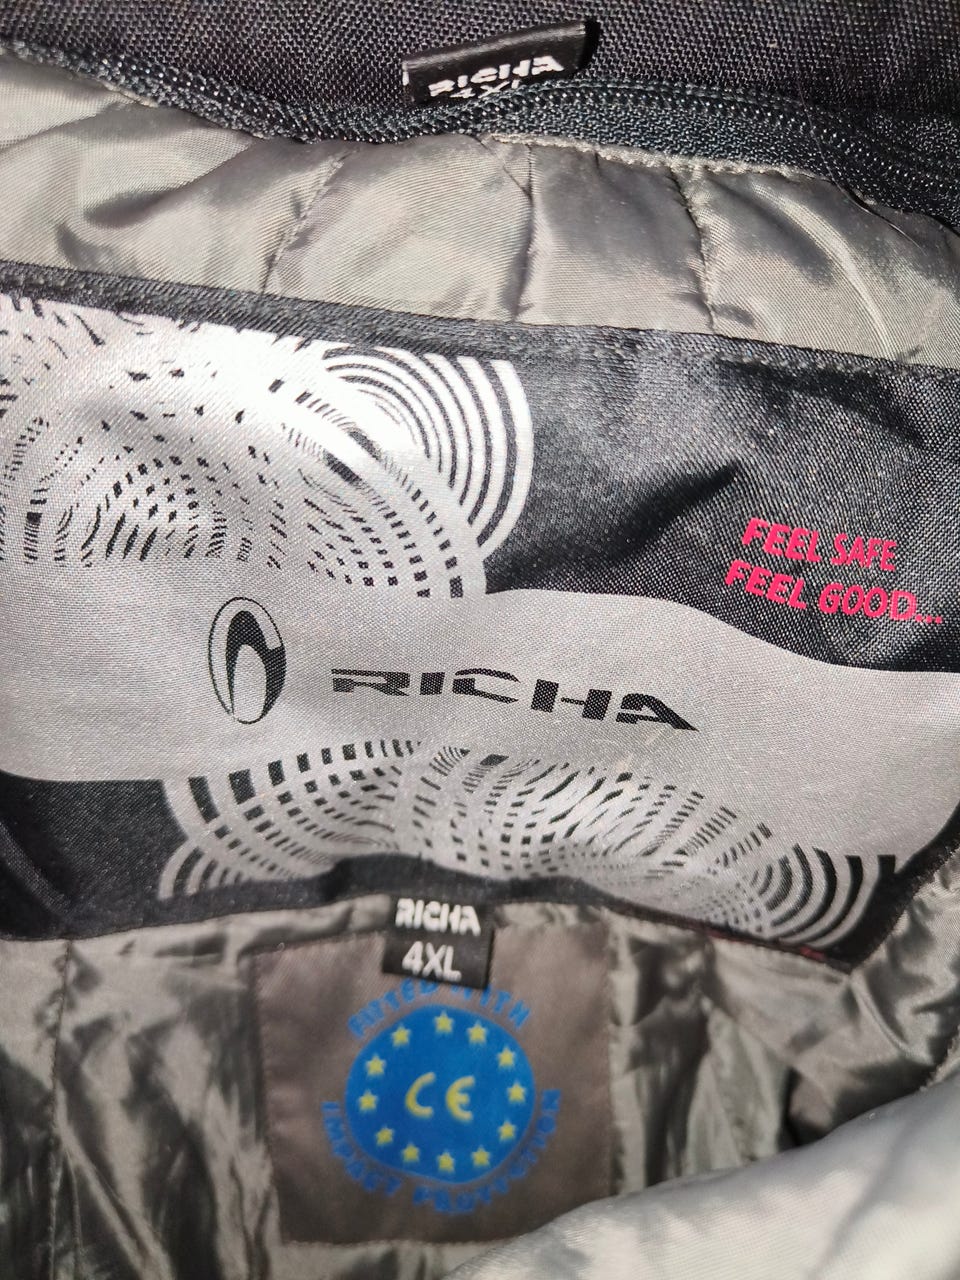 RICHA
4XL
FEEL SAFE
FEEL GOOD...
RICHA
RICHA
4XL
FITTED WITH
CE
IMPACT PROTECTION